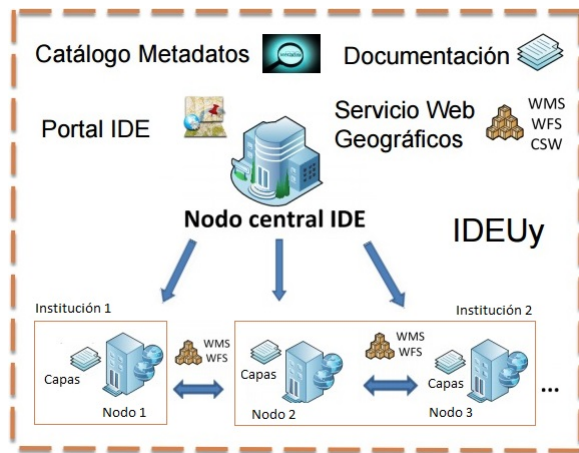 Catálogo Metadatos
Documentación
Portal IDE
Servicio Web
Geográficos
WMS
WFS
CSW
Nodo central IDE
IDEUy
Institución 1
Institución 2
Capas
Nodo 1
WMS
WFS
Capas
Nodo 2
WMS
WFS
Capas
Nodo 3
...